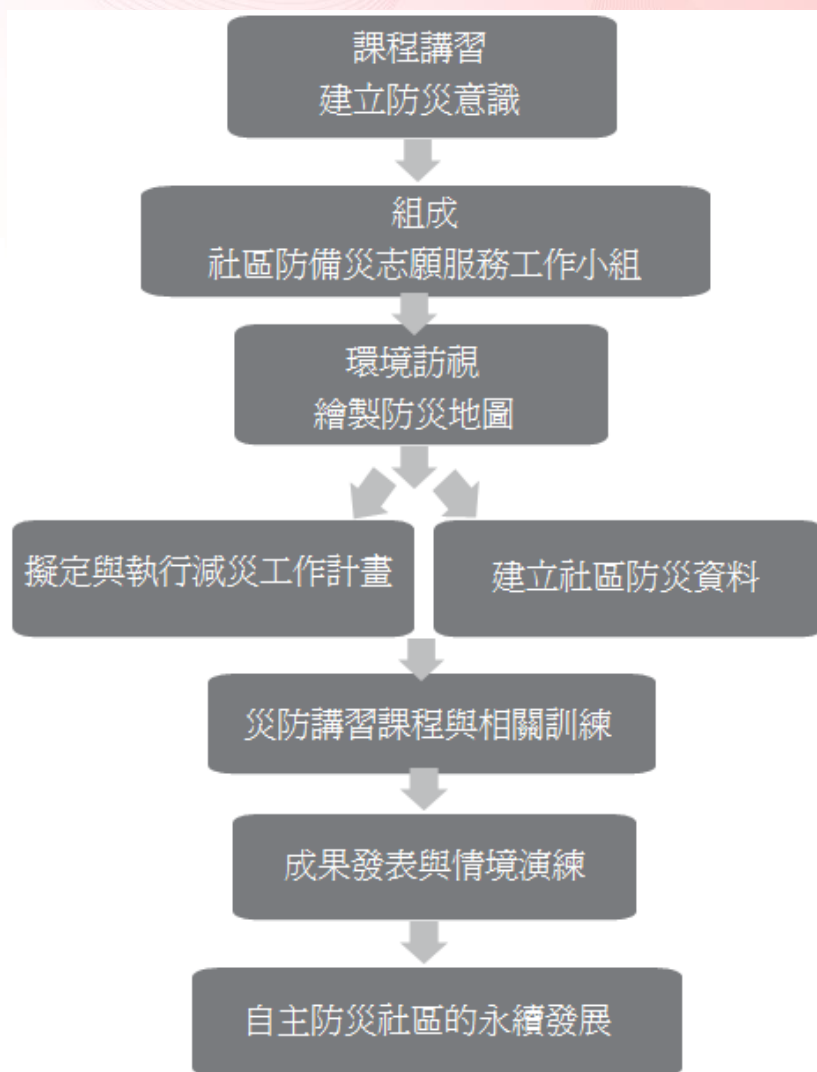 課程講習
建立防災意識
組成
社區防備災志願服務工作小組
環境訪視
繪製防災地圖
擬定與執行減災工作計畫
建立社區防災資料
災防講習課程與相關訓練
成果發表與情境演練
自主防災社區的永續發展